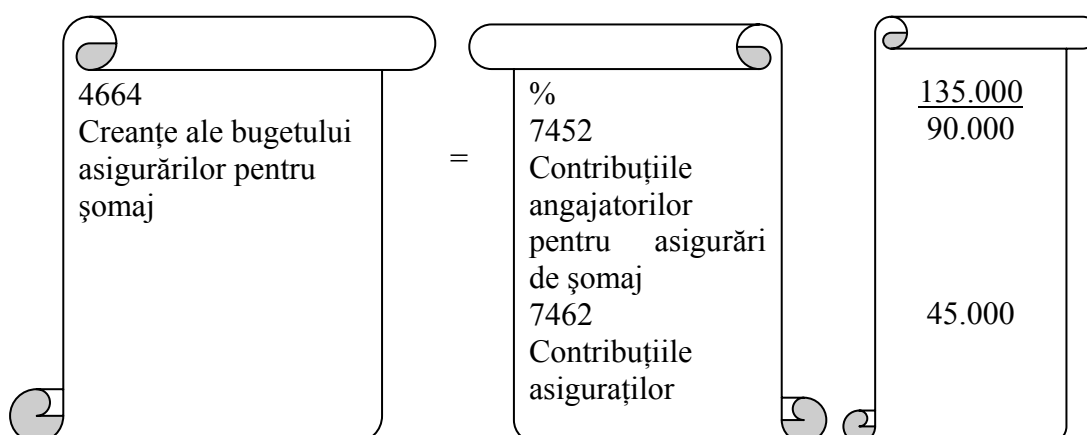 4664
Creanțe ale bugetului
asigurărilor pentru
şomaj
=
%
7452
Contribuțiile
angajatorilor
pentru asigurări
de şomaj
7462
Contribuțiile
asiguraților
135.000
90.000
45.000